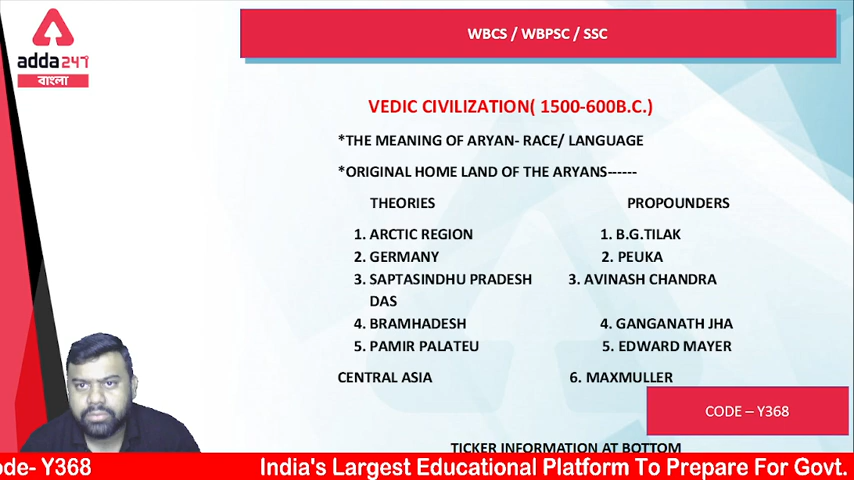 WBCS / WBPSC / SSC
adda247
বাংলা
VEDIC CIVILIZATION( 1500-600B.C.)
*THE MEANING OF ARYAN- RACE/ LANGUAGE
*ORIGINAL HOME LAND OF THE ARYANS------
THEORIES PROPOUNDERS
1. ARCTIC REGION 1. B.G.TILAK
2. GERMANY 2. PEUKA
3. SAPTASINDHU PRADESH 3. AVINASH CHANDRA
DAS
4. BRAMHADESH 4. GANGANATH JHA
5. PAMIR PALATEU 5. EDWARD MAYER
CENTRAL ASIA 6. MAXMULLER
CODE – Y368
TICKER INFORMATION AT BOTTOM
ode- Y368 India's Largest Educational Platform To Prepare For Govt.